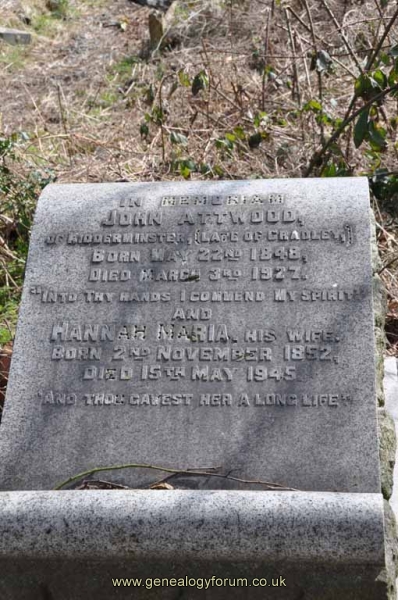 IN MEMORIAM
JOHN ATTWOOD,
OF KIDDERMINSTER, (LATE OF CRADLEY,)
BORN MAY 22ND 1848,
DIED MARCH 3RD 1927.
"INTO THY HANDS I COMMEND MY SPIRIT"
AND
HANNAH MARIA, HIS WIFE.
BORN 2ND NOVEMBER 1852,
DIED 15TH MAY 1945.
"AND THOU GAVEST HER A LONG LIFE"
www.genealogyforum.co.uk